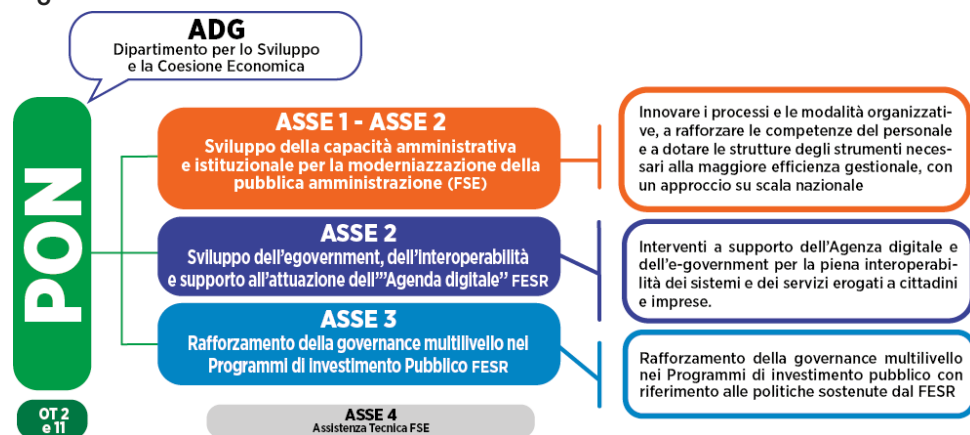 ADG
Dipartimento per lo Sviluppo
e la Coesione Economica
PON
OT 2
e 11
ASSE 1 - ASSE 2
Sviluppo della capacità amministrativa
e istituzionale per la moderniazzazione della
pubblica amministrazione (FSE)
Innovare i processi e le modalità organizzati-
ve, a rafforzare le competenze del personale
e a dotare le strutture degli strumenti neces-
sari alla maggiore efficienza gestionale, con
un approccio su scala nazionale
ASSE 2
Sviluppo dell'egovernment, dell'interoperabilità
e supporto all'attuazione dell'"Agenda digitale" FESR
Interventi a supporto dell'Agenza digitale e
dell'e-government per la piena interoperabi-
lità dei sistemi e dei servizi erogati a cittadini
e imprese.
ASSE 3
Rafforzamento della governance multilivello nei
Programmi di Investimento Pubblico FESR
Rafforzamento della governance multilivello
nei Programmi di investimento pubblico con
riferimento alle politiche sostenute dal FESR
ASSE 4
Assistenza Tecnica FSE